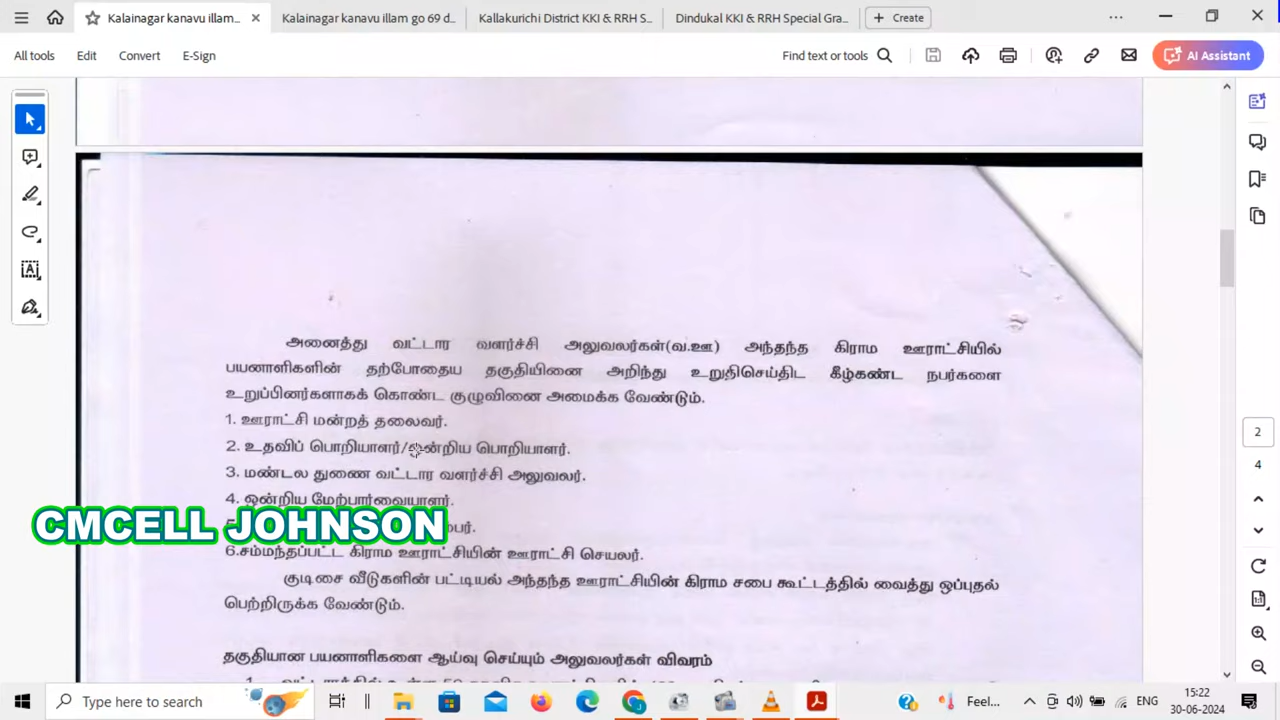 Kalainagar kanavu illam...
Kalainagar kanavu illam go 69 d...
Kallakurichi District KKI & RRH S...
Dindukal KKI & RRH Special Gra...
+ Create
All tools Edit Convert E-Sign
Find text or tools
AI Assistant
அனைத்து வட்டார வளர்ச்சி அலுவலர்கள்(வ.ஊ) அந்தந்த கிராம ஊராட்சியில்
பயனாளிகளின் தற்போதைய தகுதியினை அறிந்து உறுதிசெய்திட கீழ்கண்ட நபர்களை
உறுப்பினர்களாகக் கொண்ட குழுவினை அமைக்க வேண்டும்.
1. ஊராட்சி மன்றத் தலைவர்.
2. உதவிப் பொறியாளர்/ஒன்றிய பொறியாளர்.
3. மண்டல துணை வட்டார வளர்ச்சி அலுவலர்.
4. ஒன்றிய மேற்பார்வையாளர்.
CMCELL JOHNSON
6.சம்மந்தப்பட்ட கிராம ஊராட்சியின் ஊராட்சி செயலர்.
குடிசை வீடுகளின் பட்டியல் அந்தந்த ஊராட்சியின் கிராம சபை கூட்டத்தில் வைத்து ஒப்புதல்
பெற்றிருக்க வேண்டும்.
தகுதியான பயனாளிகளை ஆய்வு செய்யும் அலுவலர்கள் விவரம்
2
4
Type here to search
Feel...
ENG
15:22
30-06-2024